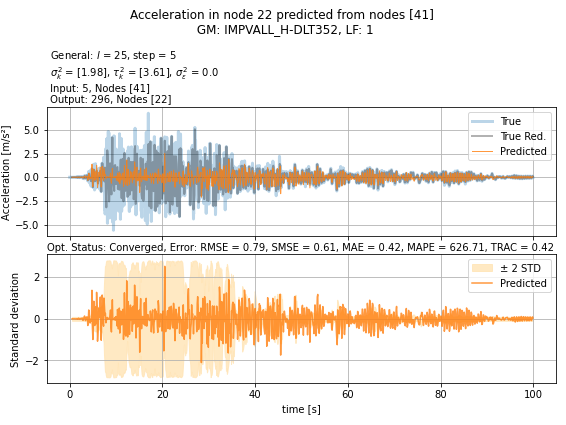 Acceleration in node 22 predicted from nodes [41]
GM: IMPVALL_H-DLT352, LF: 1
General: l = 25, step = 5
σ²ₖ = [1.98], τ²ₖ = [3.61], σ²ε = 0.0
Input: 5, Nodes [41]
Output: 296, Nodes [22]
Acceleration [m/s²]
5.0
2.5
0.0
−2.5
−5.0
True
True Red.
Predicted
Opt. Status: Converged, Error: RMSE = 0.79, SMSE = 0.61, MAE = 0.42, MAPE = 626.71, TRAC = 0.42
Standard deviation
2
0
−2
± 2 STD
Predicted
0 20 40 60 80 100
time [s]